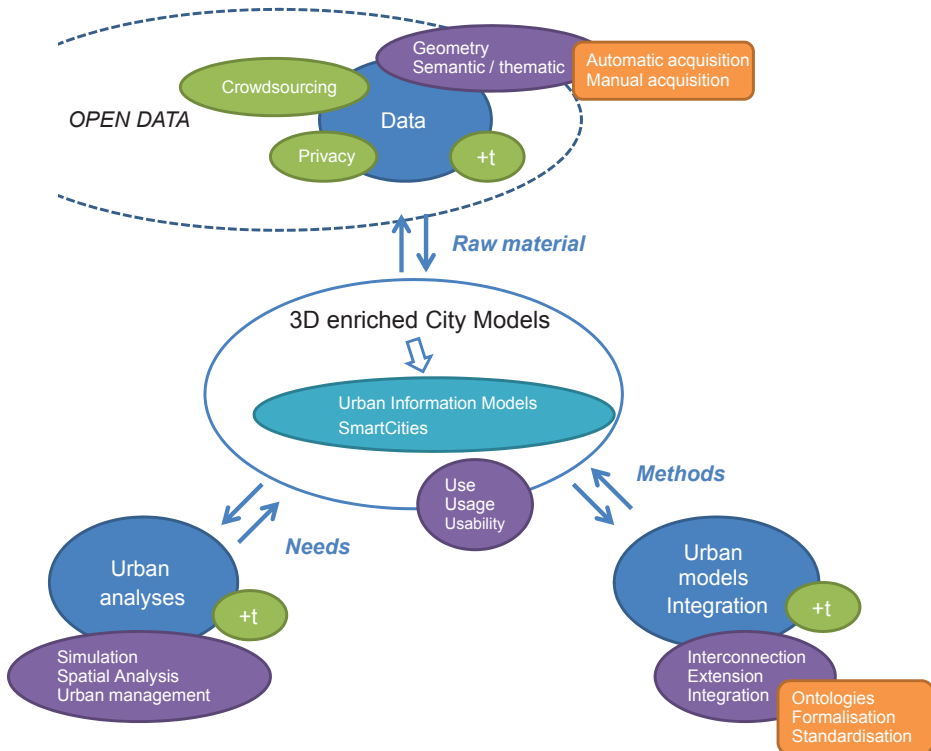 Geometry
Semantic / thematic
Automatic acquisition
Manual acquisition
Crowdsourcing
OPEN DATA
Data
Privacy
+t
Raw material
3D enriched City Models
Urban Information Models
SmartCities
Use
Usage
Usability
Methods
Needs
Urban
analyses
+t
Simulation
Spatial Analysis
Urban management
Urban
models
Integration
+t
Interconnection
Extension
Integration
Ontologies
Formalisation
Standardisation